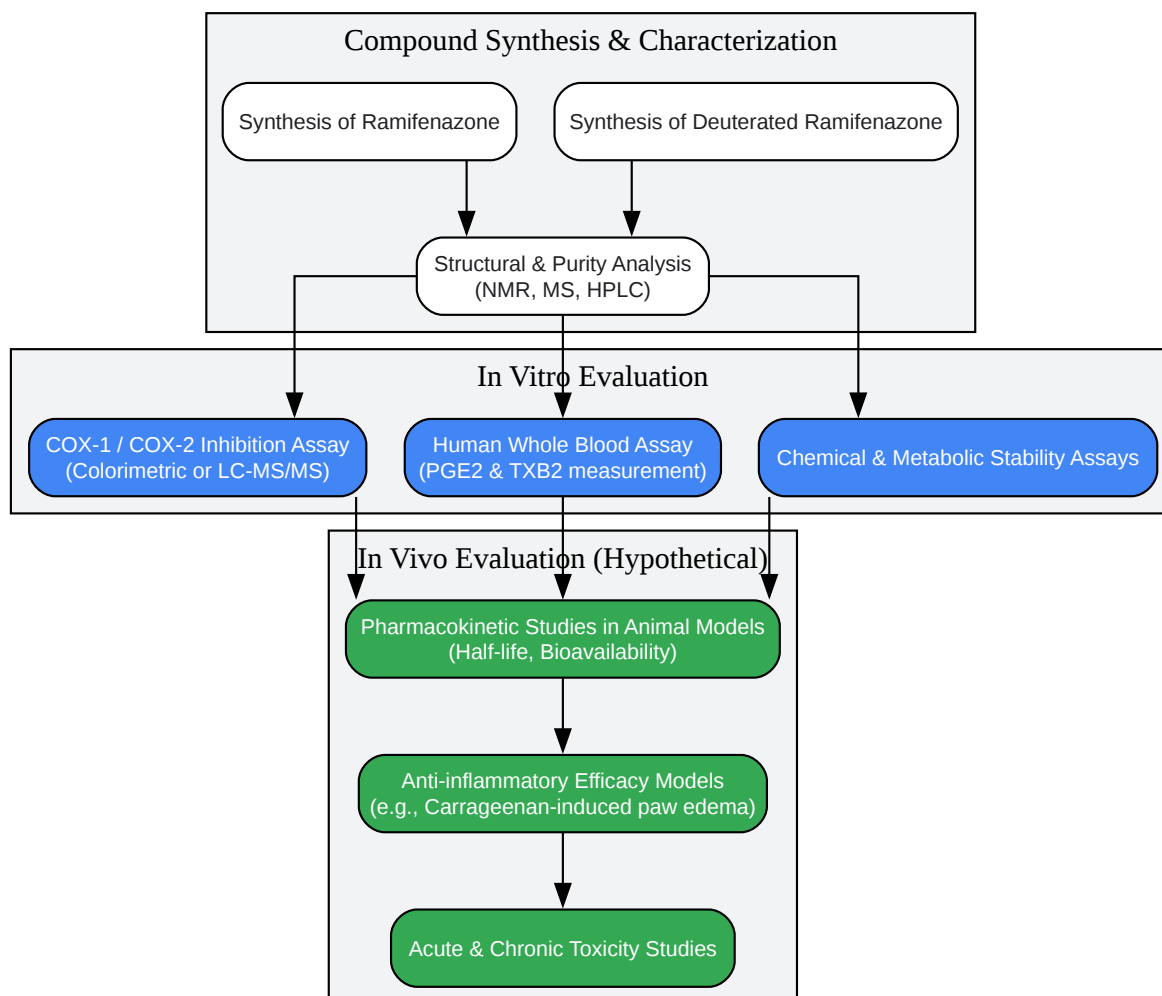 Compound Synthesis & Characterization
Synthesis of Ramifenazone
Synthesis of Deuterated Ramifenazone
Structural & Purity Analysis
(NMR, MS, HPLC)
In Vitro Evaluation
COX-1 / COX-2 Inhibition Assay
(Colorimetric or LC-MS/MS)
Human Whole Blood Assay
(PGE2 & TXB2 measurement)
Chemical & Metabolic Stability Assays
In Vivo Evaluation (Hypothetical)
Pharmacokinetic Studies in Animal Models
(Half-life, Bioavailability)
Anti-inflammatory Efficacy Models
(e.g., Carrageenan-induced paw edema)
Acute & Chronic Toxicity Studies